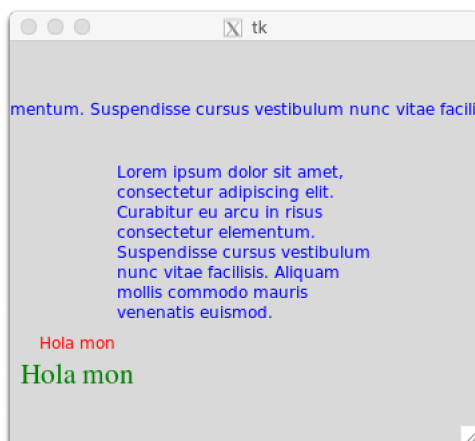 tk
mentum. Suspendisse cursus vestibulum nunc vitae facili
Lorem ipsum dolor sit amet,
consectetur adipiscing elit.
Curabitur eu arcu in risus
consectetur elementum.
Suspendisse cursus vestibulum
nunc vitae facilisis. Aliquam
mollis commodo mauris
venenatis euismod.
Hola mon
Hola mon